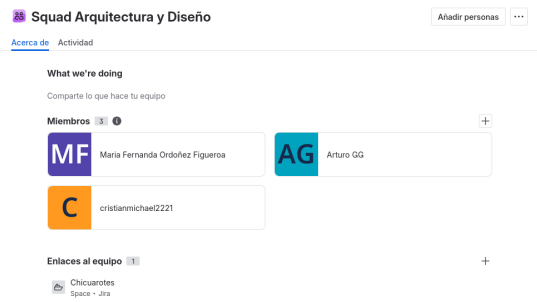 Squad Arquitectura y Diseño
Añadir personas
Acerca de
Actividad
What we're doing
Comparte lo que hace tu equipo
Miembros 3
MF
Maria Fernanda Ordoñez Figueroa
AG
Arturo GG
C
cristianmichael2221
Enlaces al equipo 1
Chicuarotes
Space • Jira